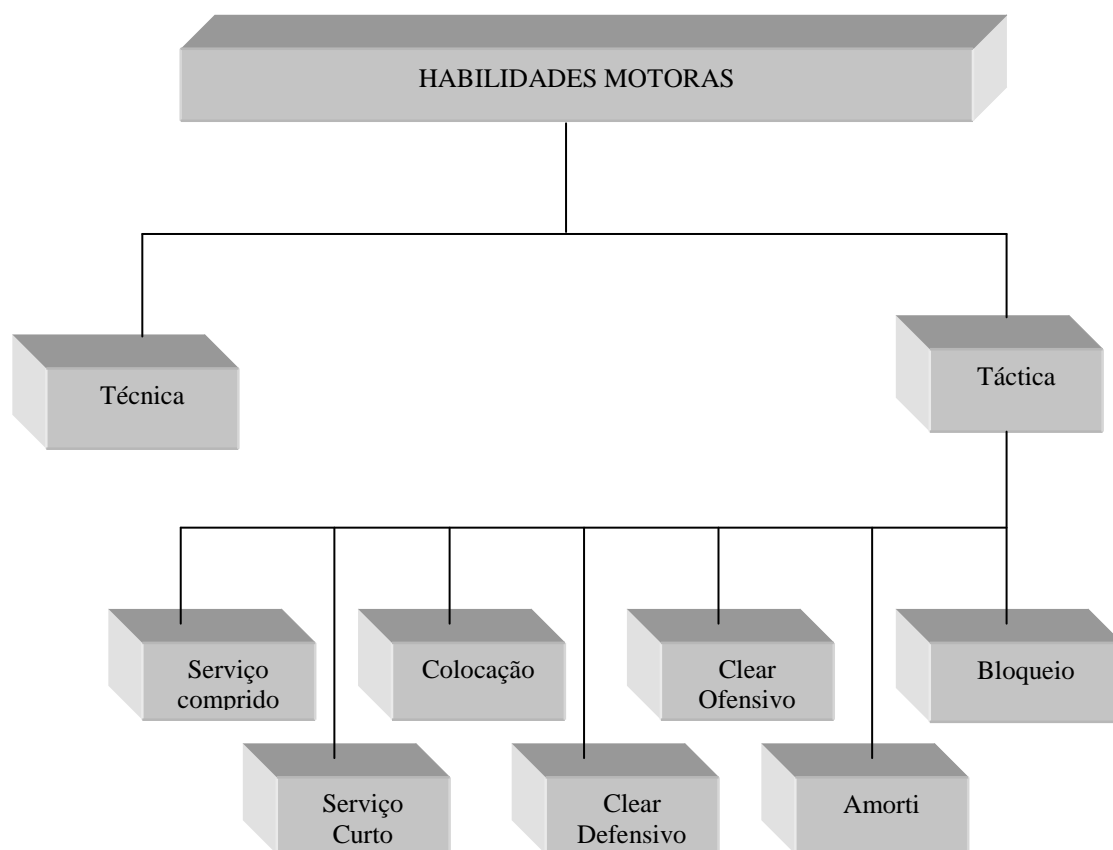 HABILIDADES MOTORAS
Técnica
Táctica
Serviço
comprido
Colocação
Clear
Ofensivo
Bloqueio
Serviço
Curto
Clear
Defensivo
Amorti